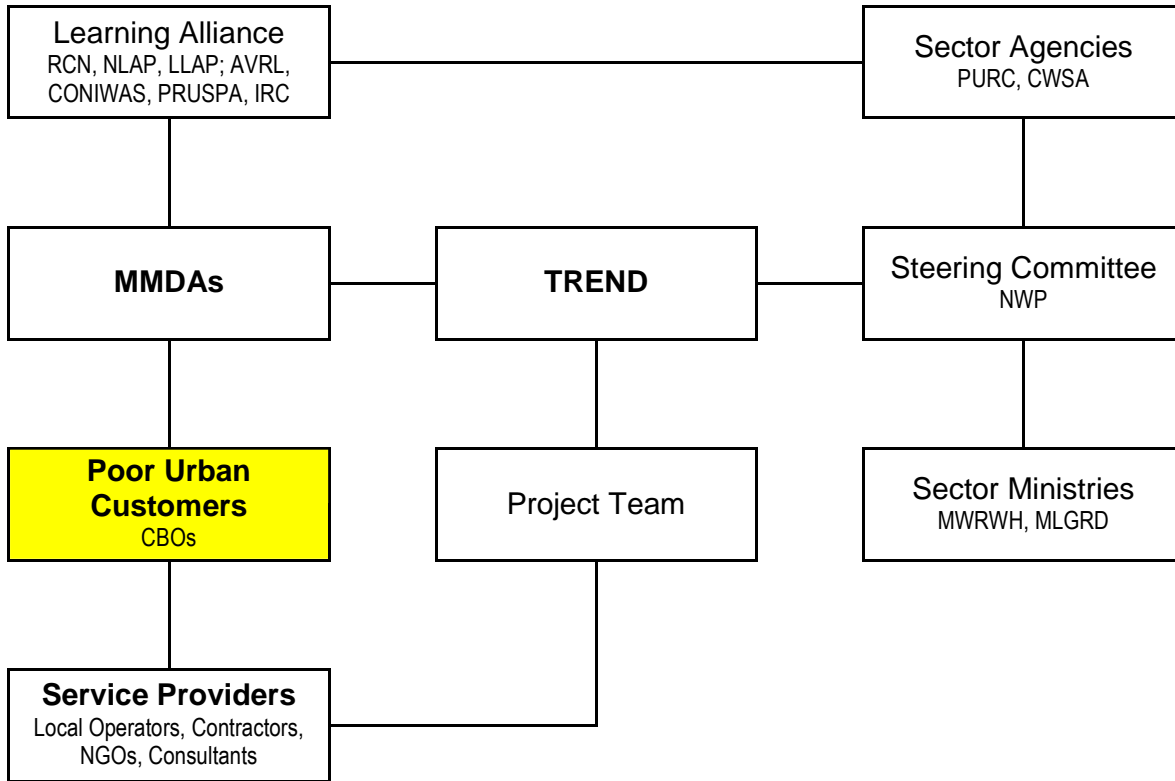 Learning Alliance
RCN, NLAP, LLAP; AVRL,
CONIWAS, PRUSPA, IRC
Sector Agencies
PURC, CWSA
MMDAs
TREND
Steering Committee
NWP
Poor Urban
Customers
CBOs
Project Team
Sector Ministries
MWRWH, MLGRD
Service Providers
Local Operators, Contractors,
NGOs, Consultants